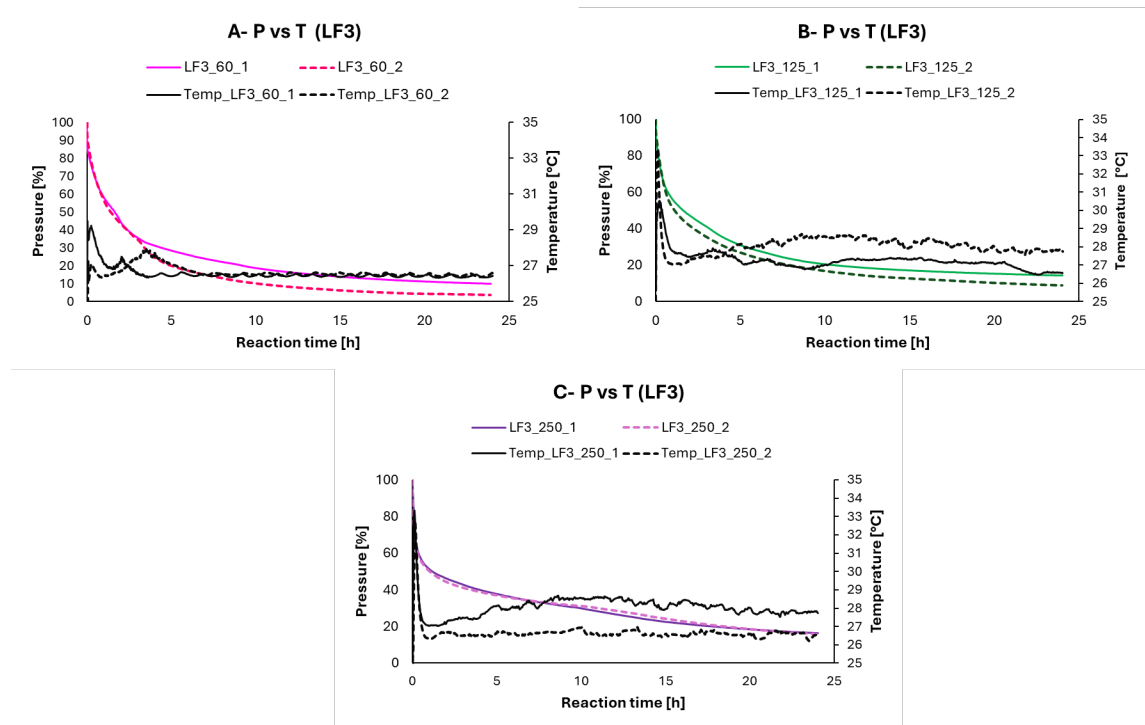 A- P vs T (LF3)
LF3_60_1 LF3_60_2
Temp_LF3_60_1 Temp_LF3_60_2
100
90
80
70
60
50
40
30
20
10
0
Pressure [%]
35
33
31
29
27
25
Temperature [°C]
0 5 10 15 20 25
Reaction time [h]
B- P vs T (LF3)
LF3_125_1 LF3_125_2
Temp_LF3_125_1 Temp_LF3_125_2
100
80
60
40
20
0
Pressure [%]
35
34
33
32
31
30
29
28
27
26
25
Temperature [°C]
0 5 10 15 20 25
Reaction time [h]
C- P vs T (LF3)
LF3_250_1 LF3_250_2
Temp_LF3_250_1 Temp_LF3_250_2
100
80
60
40
20
0
Pressure [%]
35
34
33
32
31
30
29
28
27
26
25
Temperature [°C]
0 5 10 15 20 25
Reaction time [h]